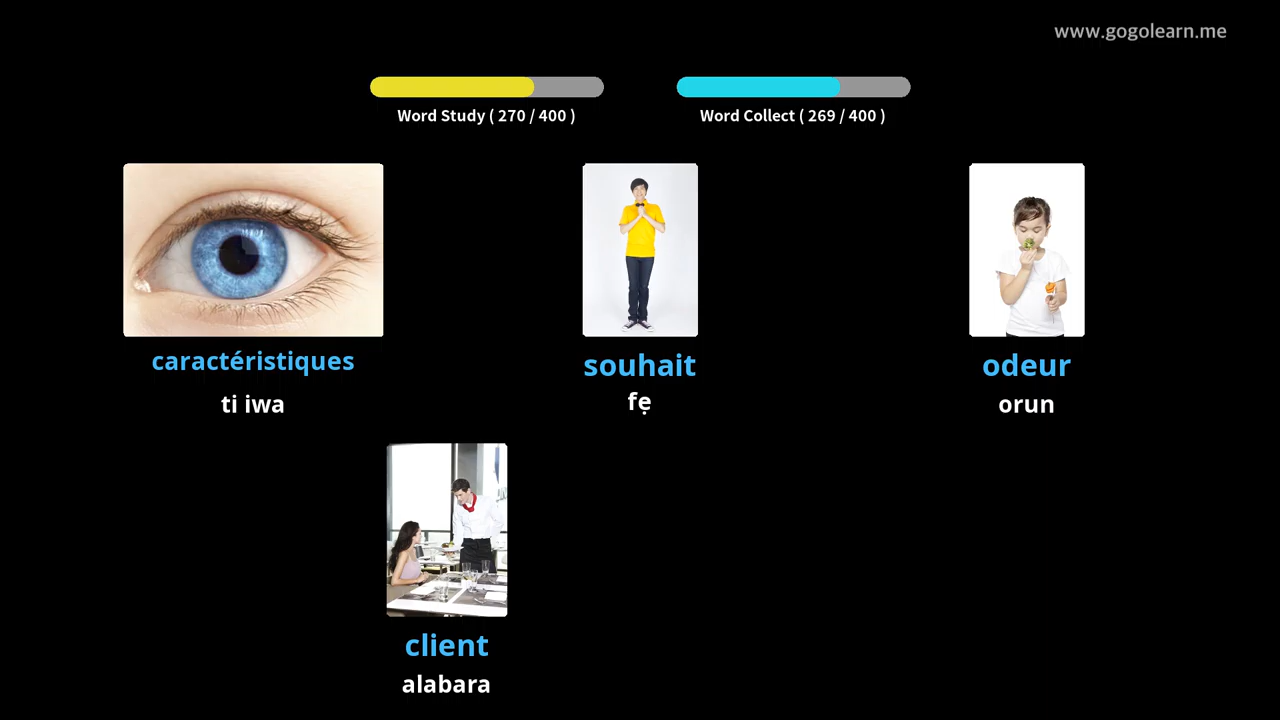 www.gogolearn.me
Word Study ( 270 / 400 )
Word Collect ( 269 / 400 )
caractéristiques
ti iwa
souhait
fẹ
odeur
orun
client
alabara